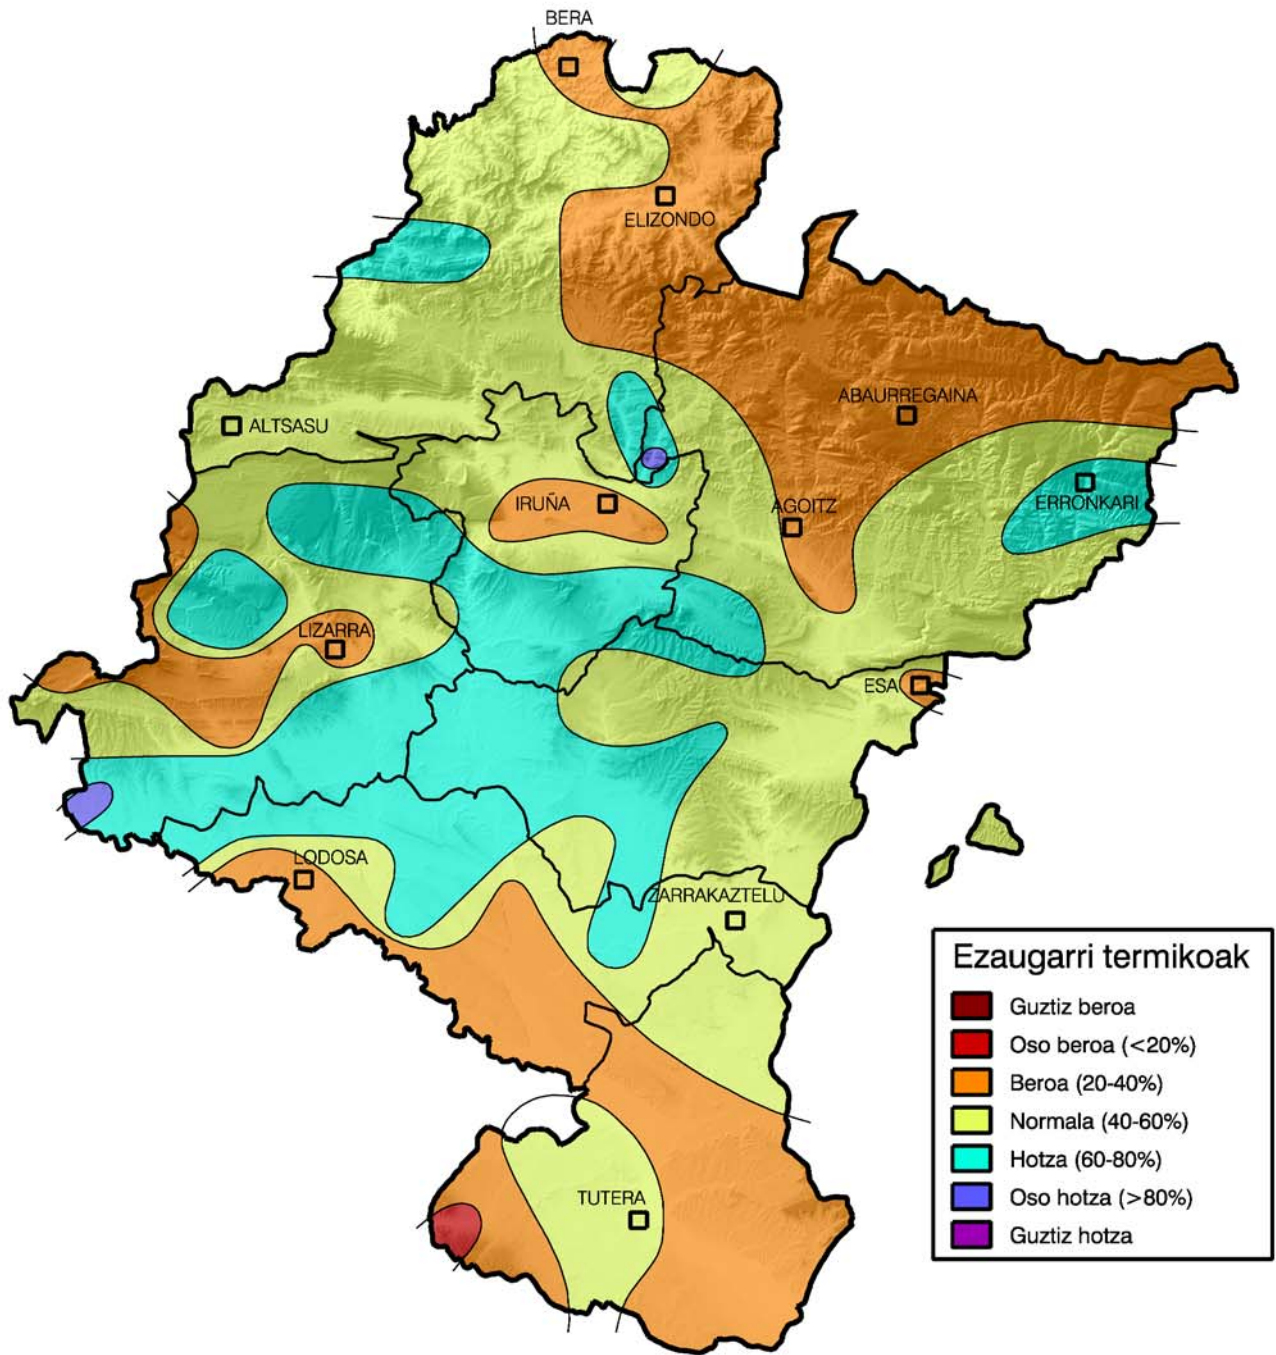 BERA
ELIZONDO
ABAURREGAINA
ALTSASU
ERRONKARI
IRUÑA
AGOITZ
LIZARRA
ESA
LODOSA
ZARRAKAZTELU
TUTERA
Ezaugarri termikoak
Guztiz beroa
Oso beroa (<20%)
Beroa (20-40%)
Normala (40-60%)
Hotza (60-80%)
Oso hotza (>80%)
Guztiz hotza